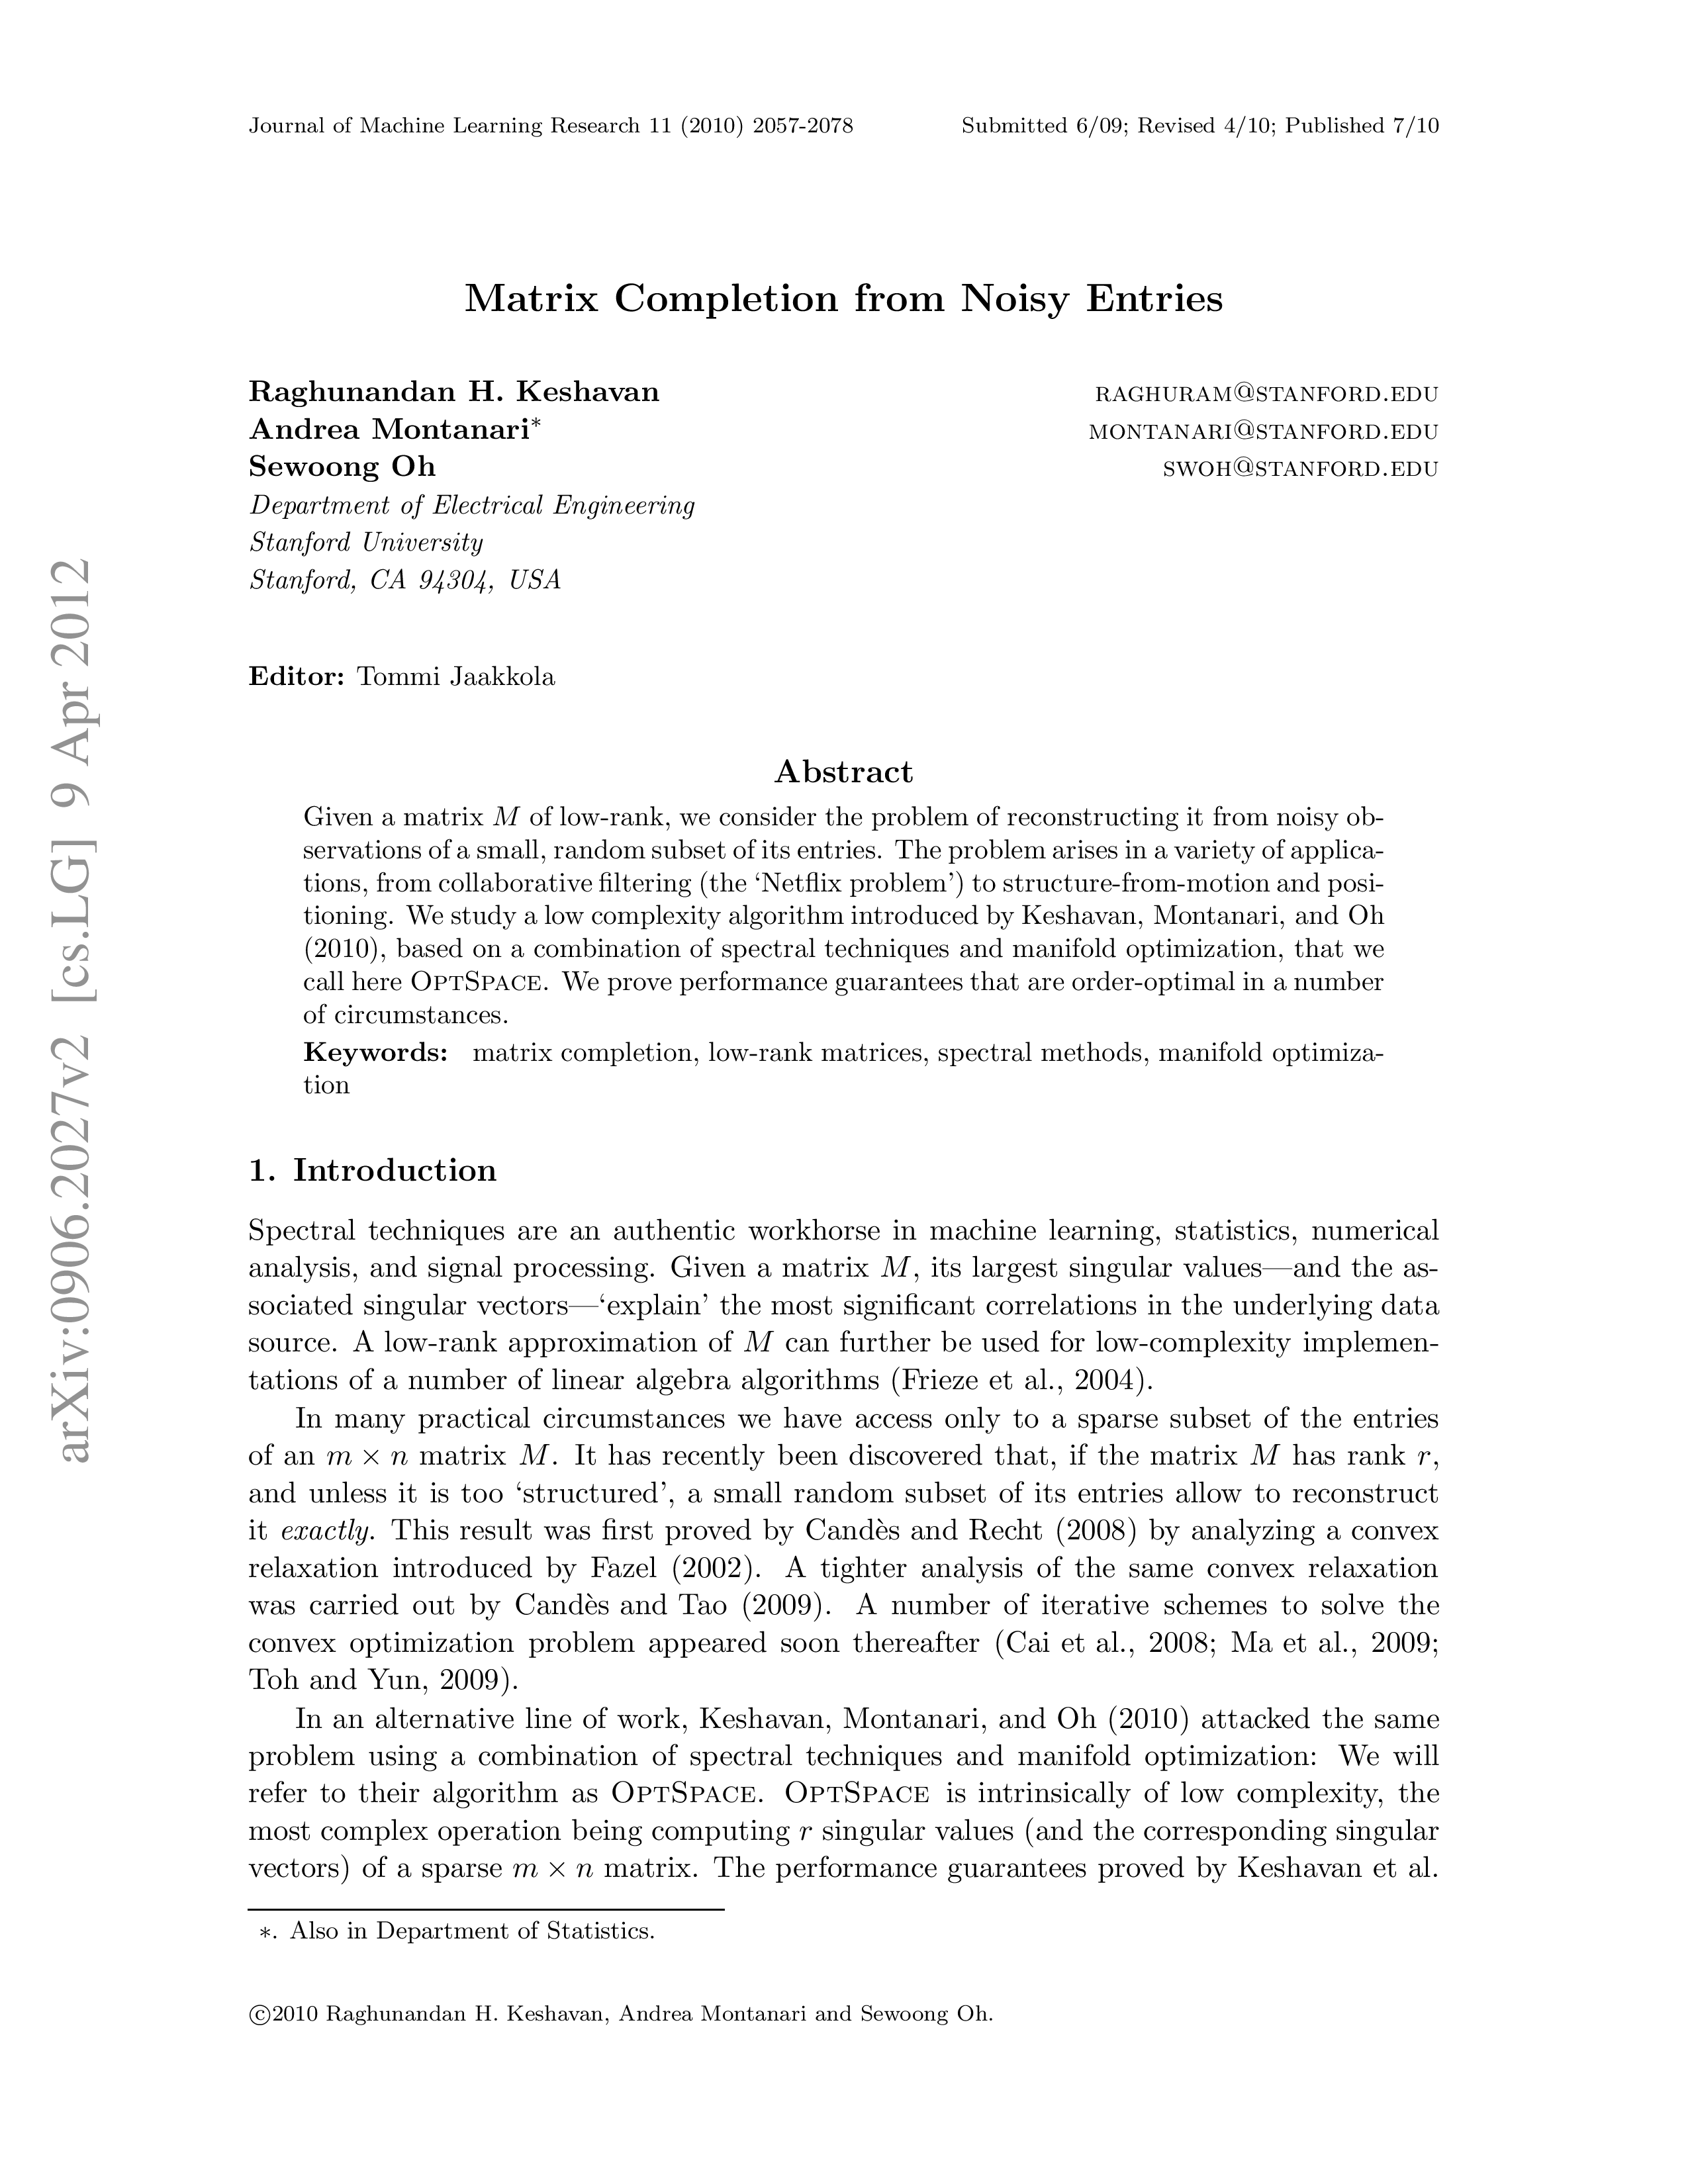 Journal of Machine Learning Research 11 (2010) 2057-2078 Submitted 6/09; Revised 4/10; Published 7/10
Matrix Completion from Noisy Entries
Raghunandan H. Keshavan RAGHURAM@STANFORD.EDU
Andrea Montanari* MONTANARI@STANFORD.EDU
Sewoong Oh SWOH@STANFORD.EDU
Department of Electrical Engineering
Stanford University
Stanford, CA 94304, USA
Editor: Tommi Jaakkola
Abstract
Given a matrix M of low-rank, we consider the problem of reconstructing it from noisy ob-
servations of a small, random subset of its entries. The problem arises in a variety of applica-
tions, from collaborative filtering (the ‘Netflix problem’) to structure-from-motion and posi-
tioning. We study a low complexity algorithm introduced by Keshavan, Montanari, and Oh
(2010), based on a combination of spectral techniques and manifold optimization, that we
call here OPTSPACE. We prove performance guarantees that are order-optimal in a number
of circumstances.
Keywords: matrix completion, low-rank matrices, spectral methods, manifold optimiza-
tion
1. Introduction
Spectral techniques are an authentic workhorse in machine learning, statistics, numerical
analysis, and signal processing. Given a matrix M, its largest singular values—and the as-
sociated singular vectors—‘explain’ the most significant correlations in the underlying data
source. A low-rank approximation of M can further be used for low-complexity implemen-
tations of a number of linear algebra algorithms (Frieze et al., 2004).
In many practical circumstances we have access only to a sparse subset of the entries
of an m × n matrix M. It has recently been discovered that, if the matrix M has rank r,
and unless it is too ‘structured’, a small random subset of its entries allow to reconstruct
it exactly. This result was first proved by Candès and Recht (2008) by analyzing a convex
relaxation introduced by Fazel (2002). A tighter analysis of the same convex relaxation
was carried out by Candès and Tao (2009). A number of iterative schemes to solve the
convex optimization problem appeared soon thereafter (Cai et al., 2008; Ma et al., 2009;
Toh and Yun, 2009).
In an alternative line of work, Keshavan, Montanari, and Oh (2010) attacked the same
problem using a combination of spectral techniques and manifold optimization: We will
refer to their algorithm as OPTSPACE. OPTSPACE is intrinsically of low complexity, the
most complex operation being computing r singular values (and the corresponding singular
vectors) of a sparse m × n matrix. The performance guarantees proved by Keshavan et al.
∗. Also in Department of Statistics.
©2010 Raghunandan H. Keshavan, Andrea Montanari and Sewoong Oh.
arXiv:0906.2027v2 [cs.LG] 9 Apr 2012